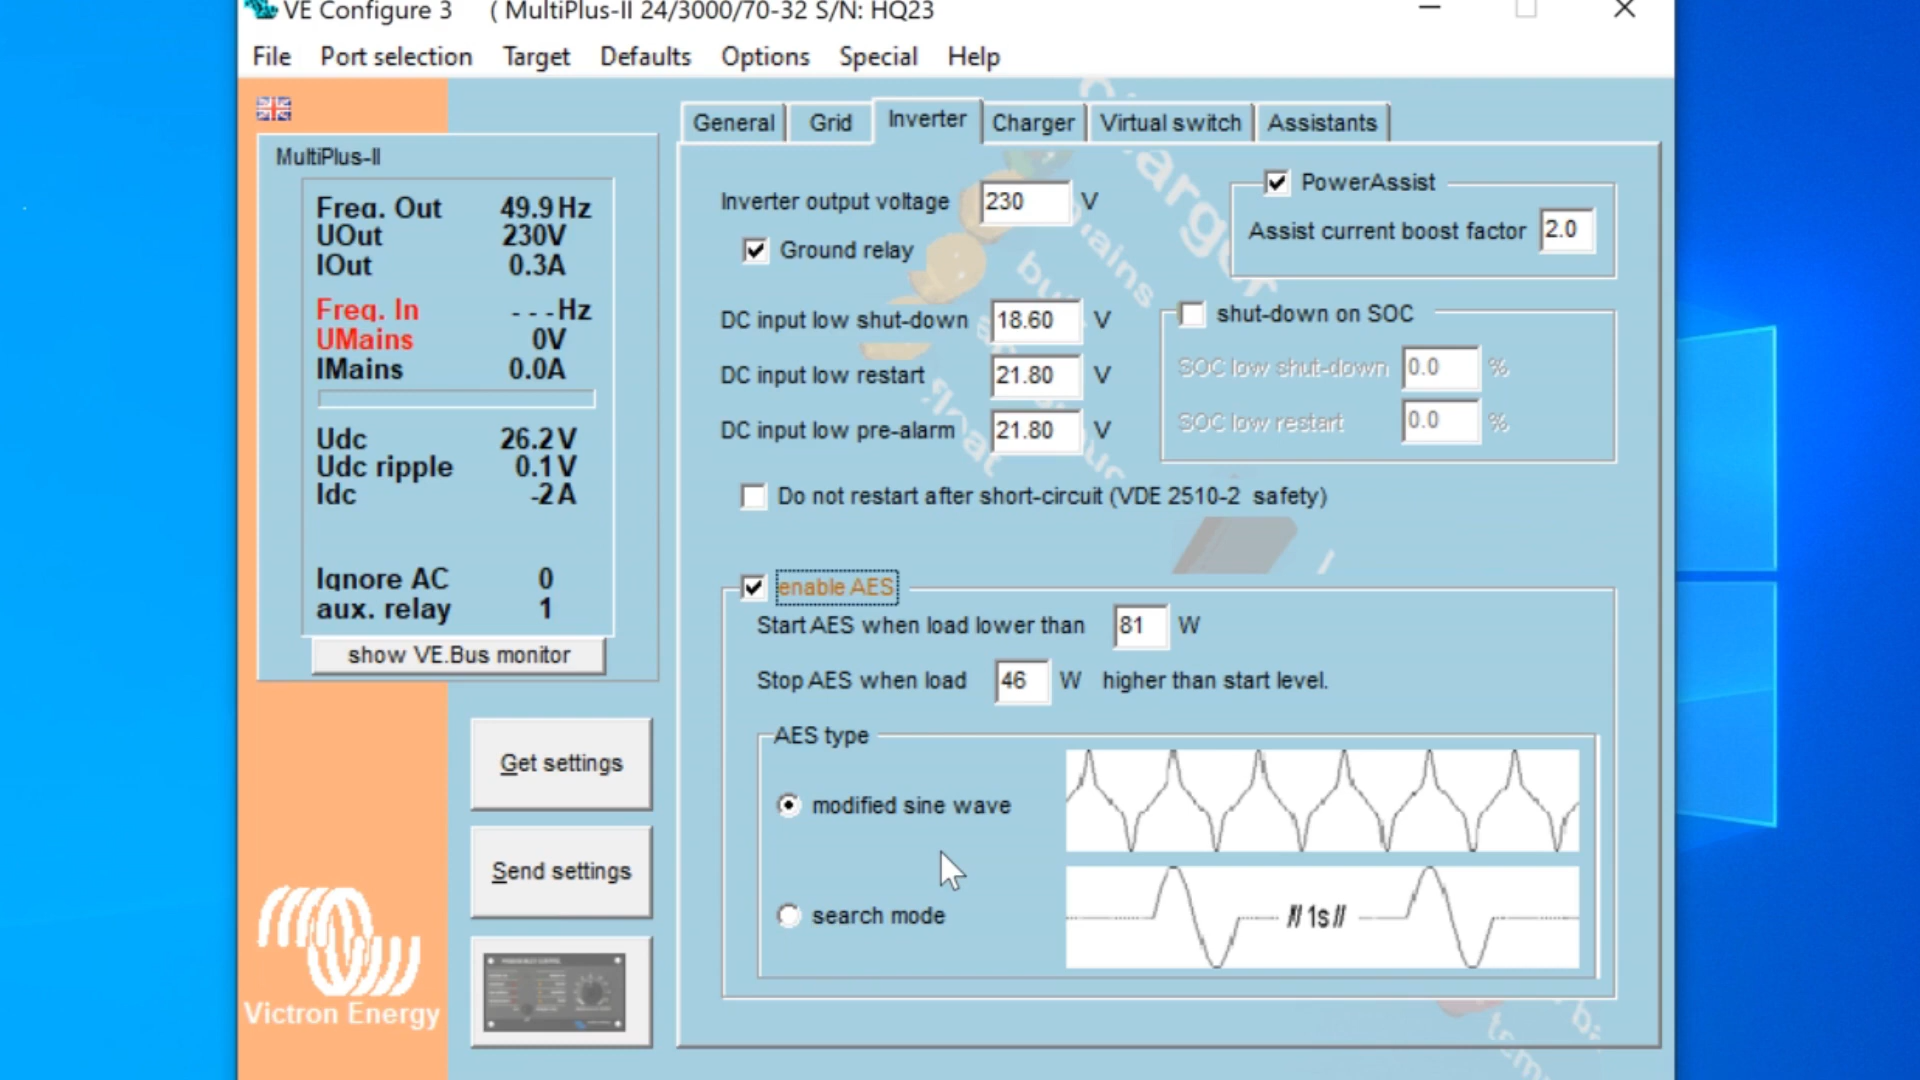 VE Configure 3 ( MultiPlus-II 24/3000/70-32 S/N: HQ23
File Port selection Target Defaults Options Special Help
General Grid Inverter Charger Virtual switch Assistants
MultiPlus-II
Freq. Out 49.9 Hz
UOut 230V
IOut 0.3A
Freq. In - - - Hz
UMains 0V
IMains 0.0A
Udc 26.2 V
Udc ripple 0.1 V
Idc -2 A
Ignore AC 0
aux. relay 1
show VE.Bus monitor
Get settings
Send settings
Victron Energy
Inverter output voltage 230 V
Ground relay
PowerAssist
Assist current boost factor 2.0
DC input low shut-down 18.60 V
DC input low restart 21.80 V
DC input low pre-alarm 21.80 V
shut-down on SOC
SOC low shut-down 0.0 %
SOC low restart 0.0 %
Do not restart after short-circuit (VDE 2510-2 safety)
enable AES
Start AES when load lower than 81 W
Stop AES when load 46 W higher than start level.
AES type
modified sine wave
search mode
// 1s //